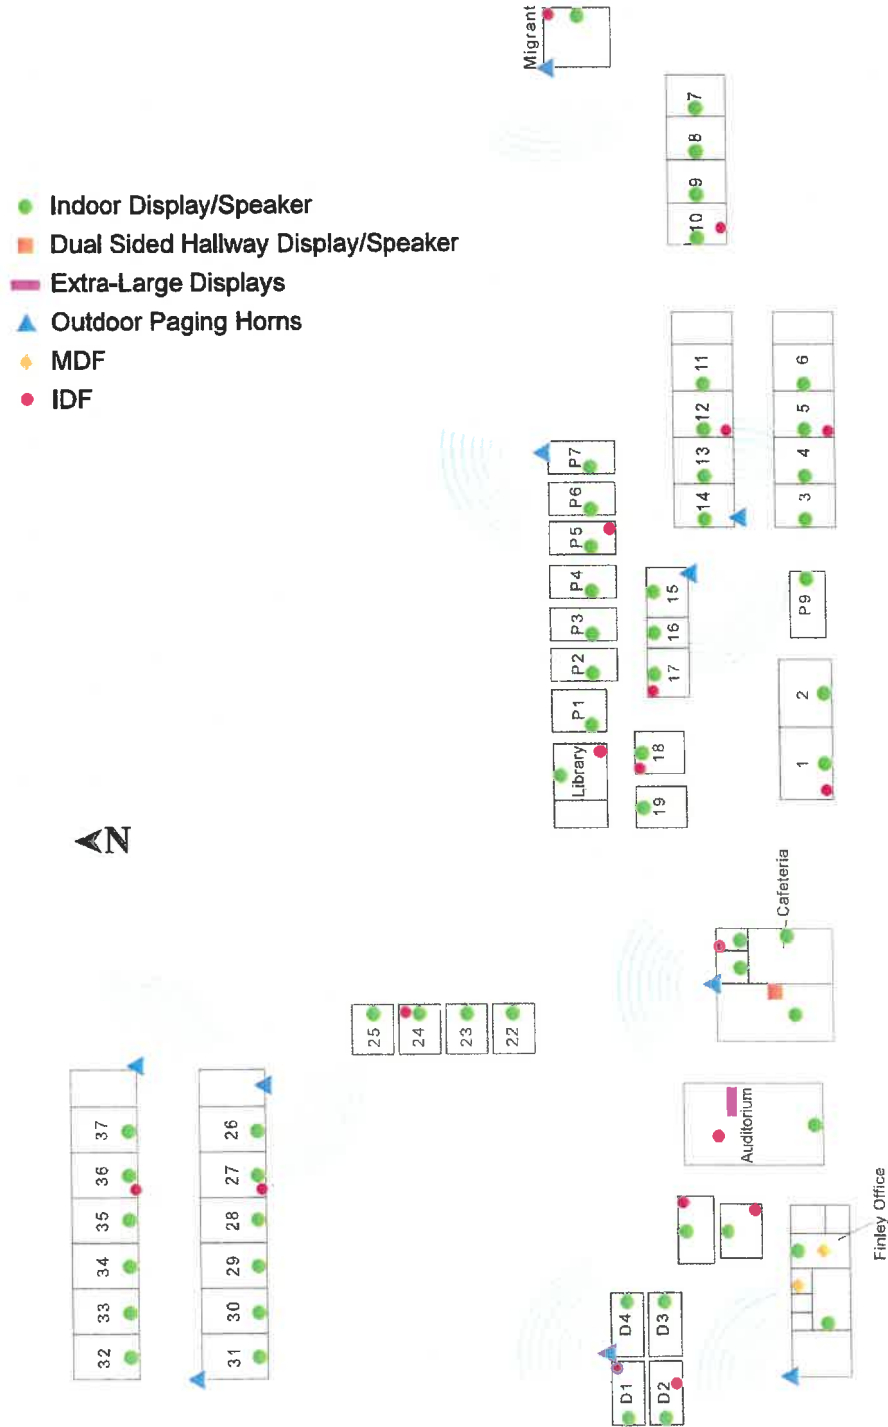 Migrant
7
8
9
10
Indoor Display/Speaker
Dual Sided Hallway Display/Speaker
Extra-Large Displays
Outdoor Paging Horns
MDF
IDF
11
12
13
14
6
5
4
3
P7
P6
P5
P4
P3
P2
P1
Library
15
16
17
18
19
P9
2
1
N
Cafeteria
25
24
23
22
37
36
35
34
33
32
26
27
28
29
30
31
Auditorium
Finley Office
D4
D3
D1
D2